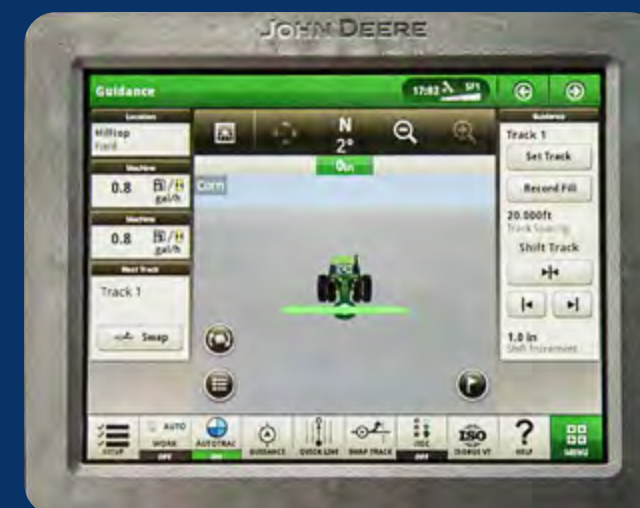 JOHN DEERE
Guidance
17:03
SF1
Location
Hilltop
Field
Machine
0.8 gal/h
Machine
0.8 gal/h
Next Track
Track 1
Swap
N
2°
0in
Corn
Guidance
Track 1
Set Track
Record Fill
20.000ft
Track Spacing
Shift Track
1.0 in
Shift Increment
SETUP
AUTO
WORK
OFF
AUTOTRAC
ON
GUIDANCE
QUICK LINE
SWAP TRACK
OFF
ISO
ISOBUS VT
?
HELP
MENU